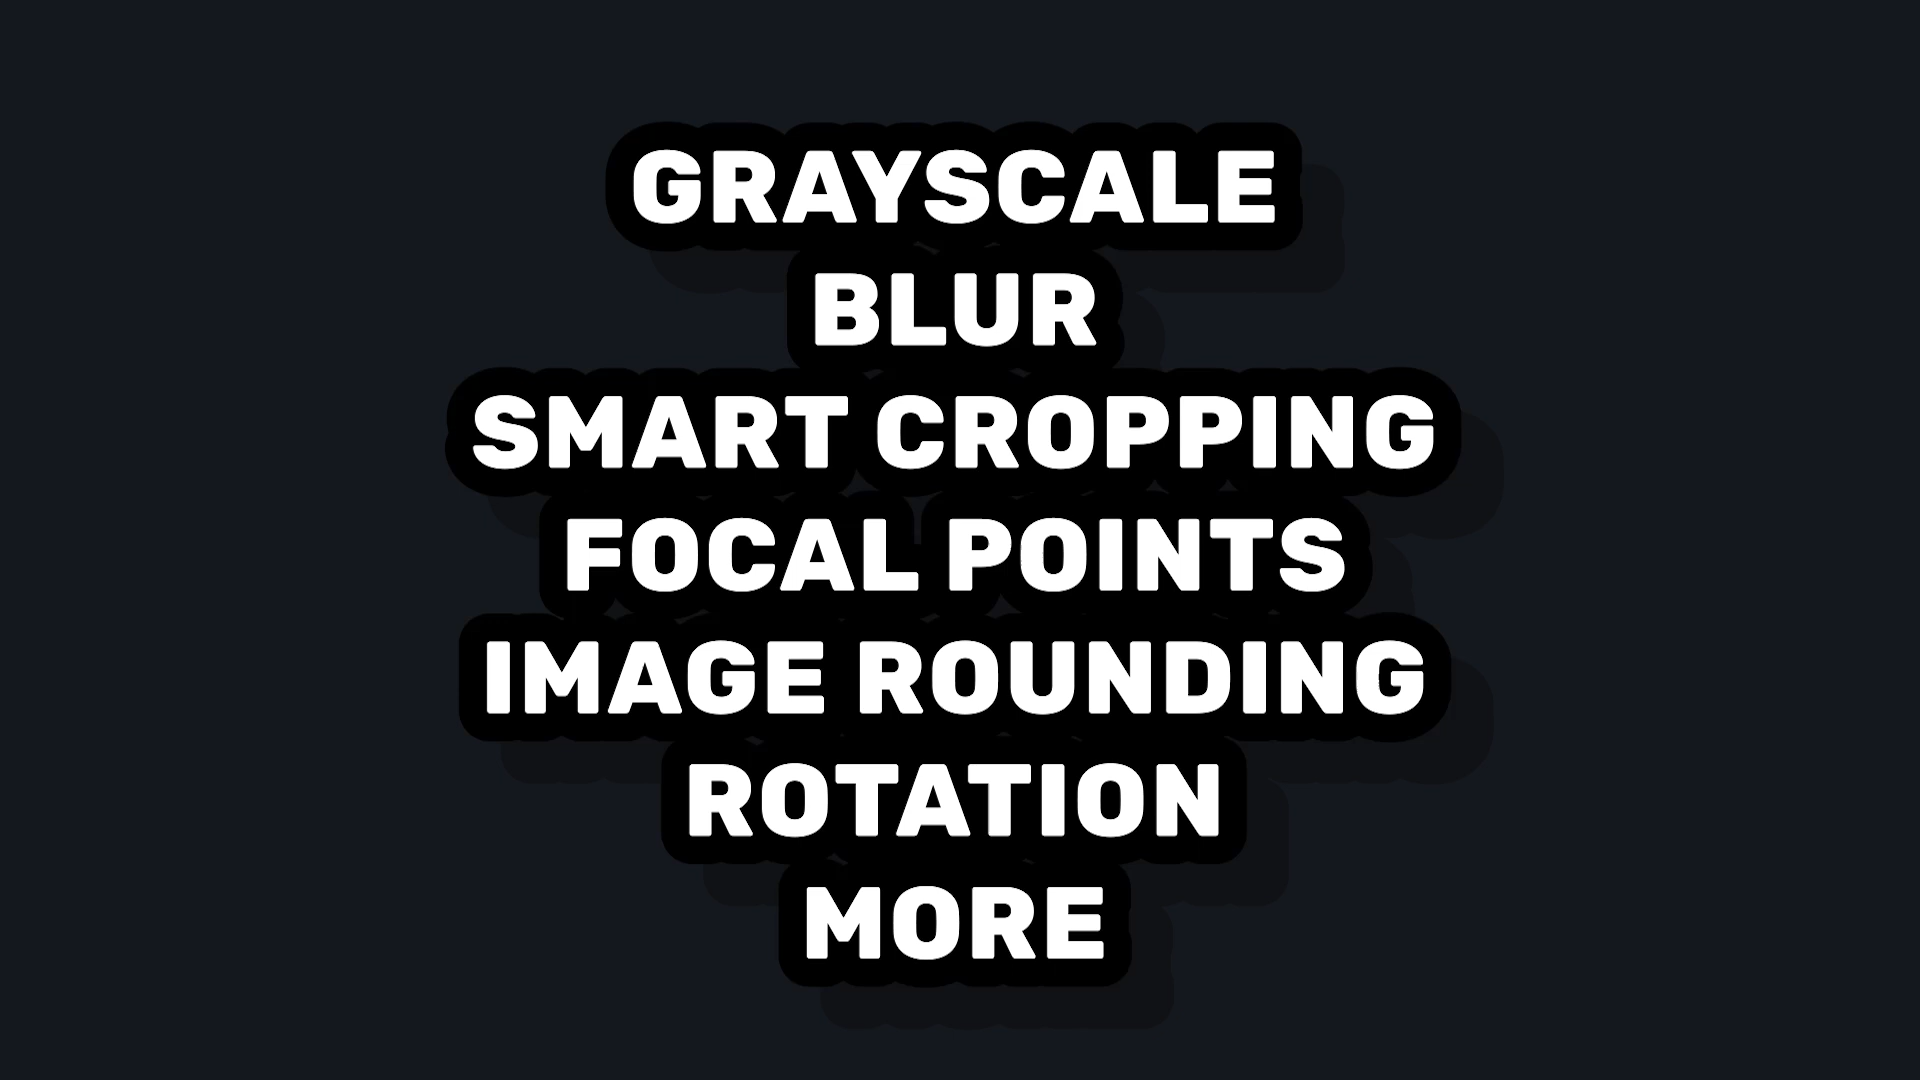 GRAYSCALE
BLUR
SMART CROPPING
FOCAL POINTS
IMAGE ROUNDING
ROTATION
MORE